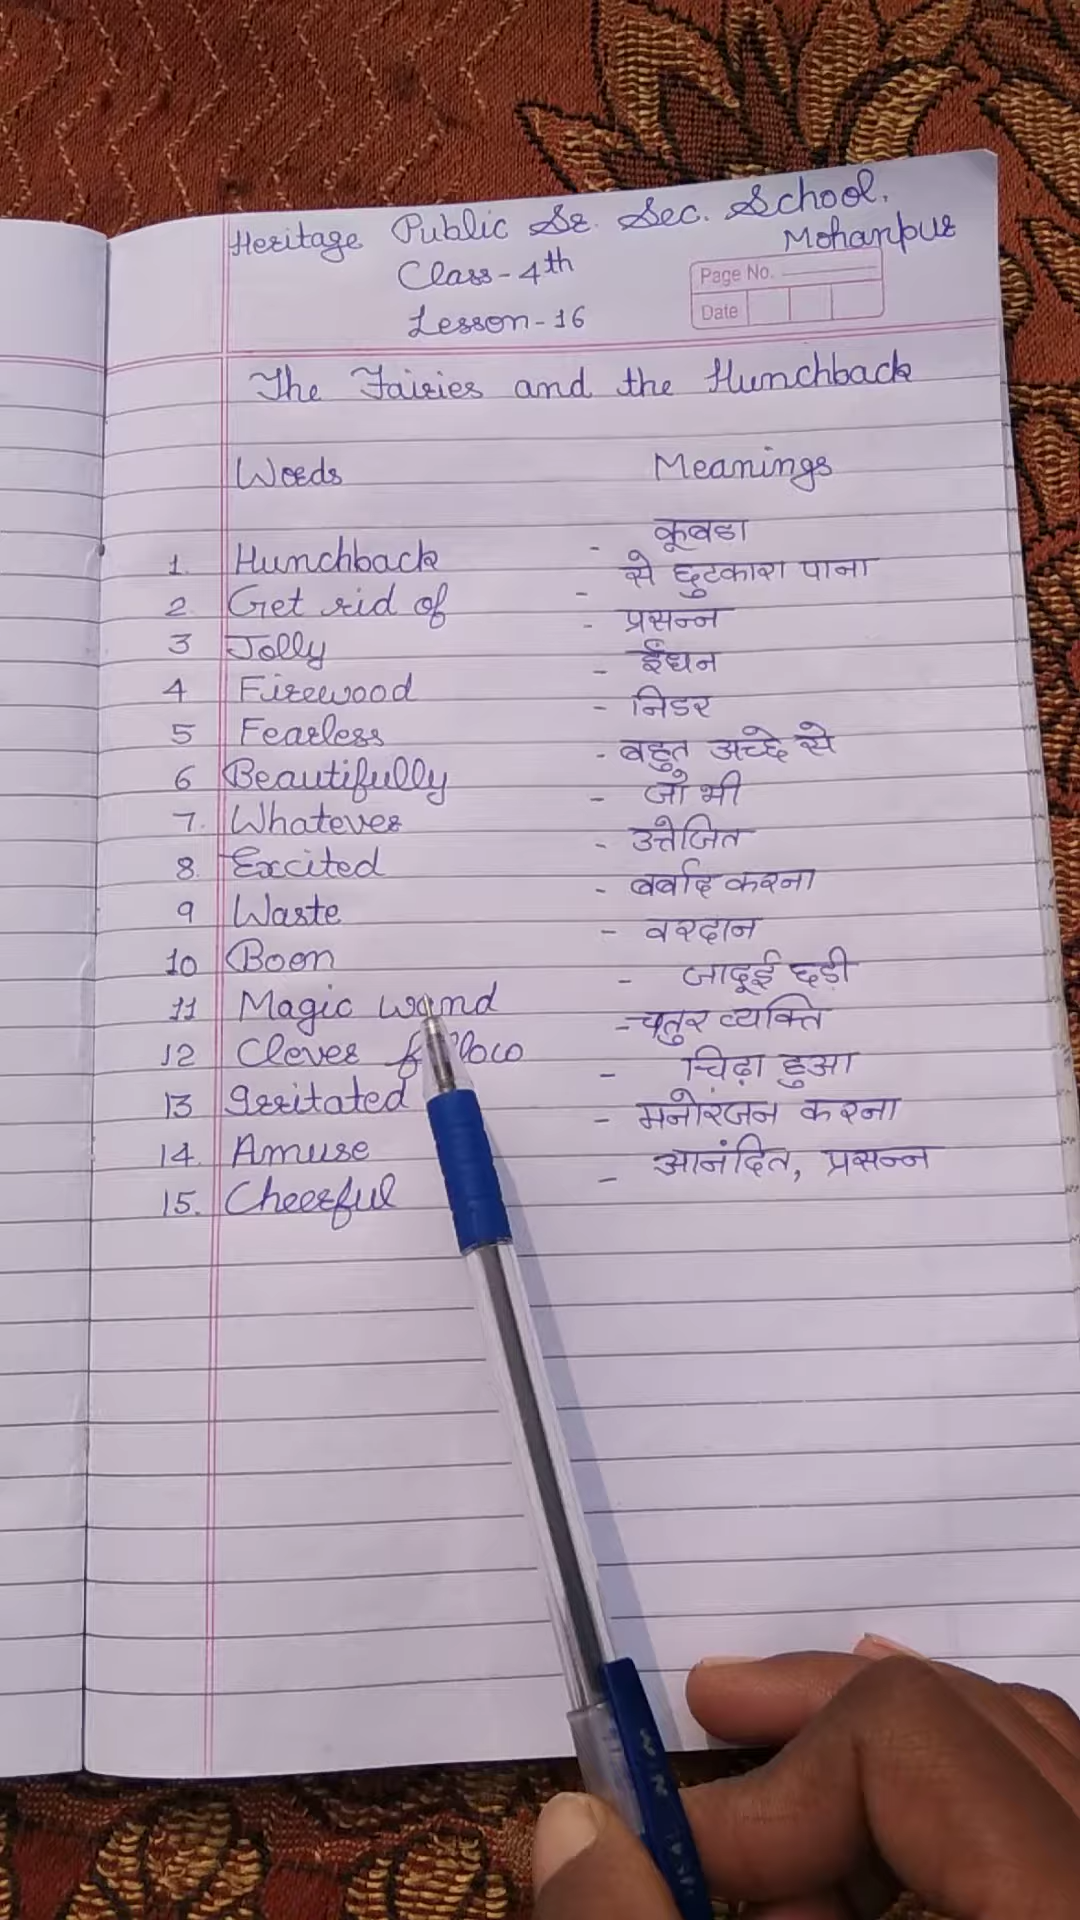 Heritage Public Sr. Sec. School,
Mohanpur
Class-4th
Page No.
Lesson-16
Date
The Fairies and the Hunchback
Words Meanings
1. Hunchback - कूबडा
2. Get rid of - से छुटकारा पाना
3 Jolly - प्रसन्न
4 Firewood - ईंधन
5 Fearless - निडर
6 Beautifully - बहुत अच्छे से
7. Whatever - जो भी
8. Excited - उत्तेजित
9 Waste - बर्बाद करना
10 Boon - वरदान
11 Magic wand - जादूई छड़ी
12 Clever fellow - चतुर व्यक्ति
13 Irritated - चिढ़ा हुआ
14. Amuse - मनोरंजन करना
15. Cheerful - आनंदित, प्रसन्न